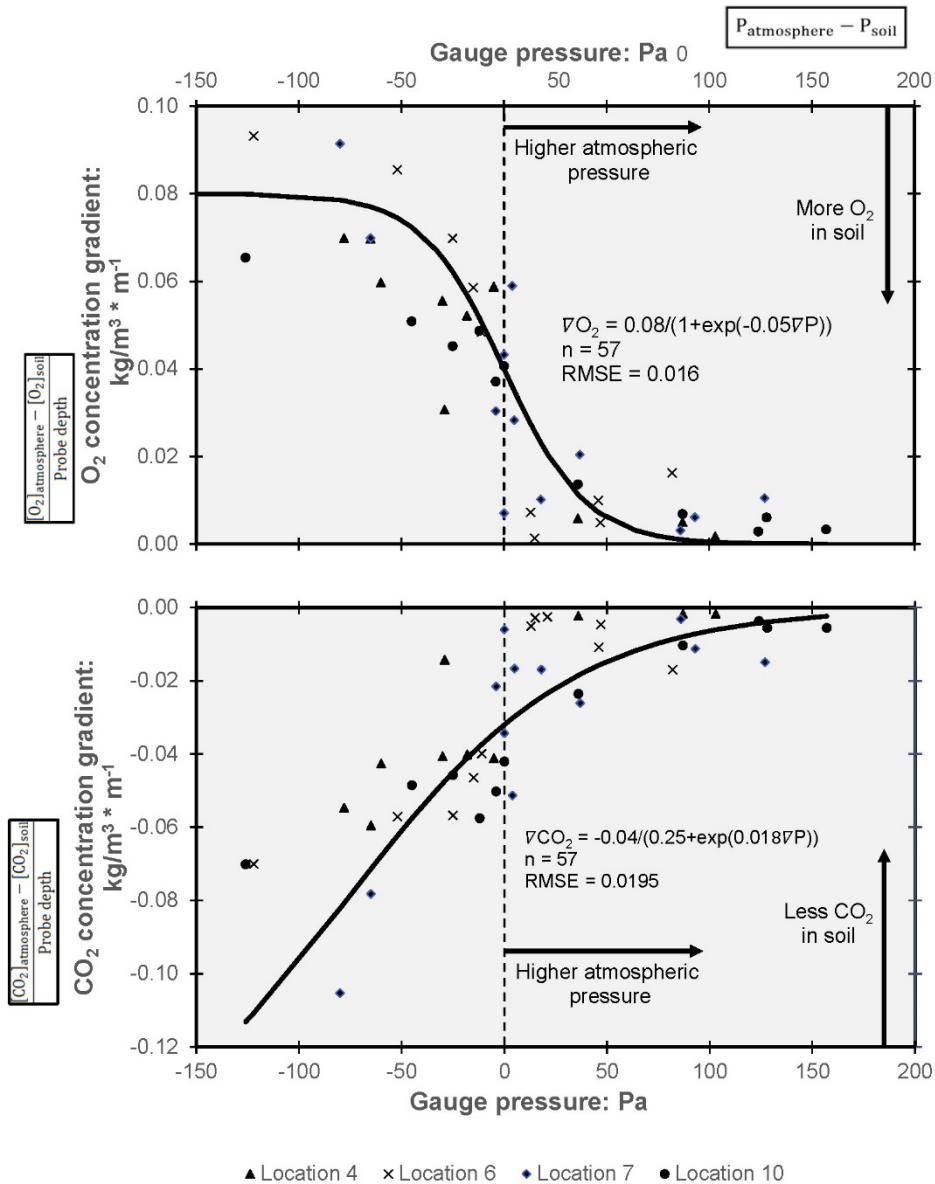 P_atmosphere − P_soil
Gauge pressure: Pa 0
-150 -100 -50 50 100 150 200
0.10
0.08
0.06
0.04
0.02
0.00
O₂ concentration gradient:
kg/m³ * m⁻¹
[O₂]atmosphere − [O₂]soil
Probe depth
Higher atmospheric
pressure
More O₂
in soil
∇O₂ = 0.08/(1+exp(-0.05∇P))
n = 57
RMSE = 0.016
0.00
-0.02
-0.04
-0.06
-0.08
-0.10
-0.12
CO₂ concentration gradient:
kg/m³ * m⁻¹
[CO₂]atmosphere − [CO₂]soil
Probe depth
∇CO₂ = -0.04/(0.25+exp(0.018∇P))
n = 57
RMSE = 0.0195
Less CO₂
in soil
Higher atmospheric
pressure
-150 -100 -50 0 50 100 150 200
Gauge pressure: Pa
Location 4 Location 6 Location 7 Location 10